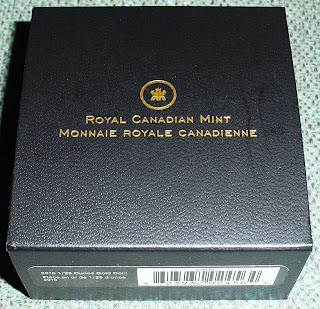 ROYAL CANADIAN MINT
MONNAIE ROYALE CANADIENNE
2010 1/25 Ounce Gold Coin
Pièce en or de 1/25 d'once
2010